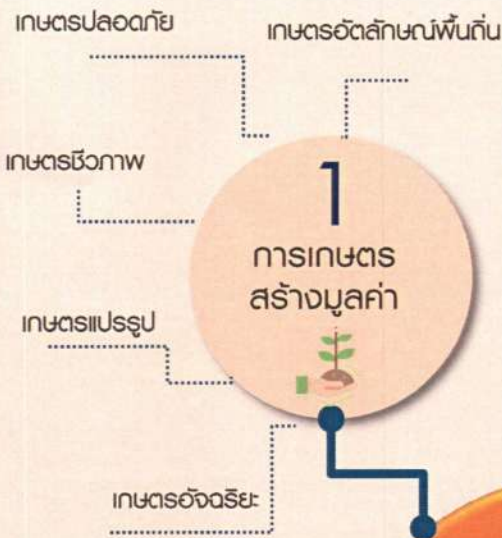 เกษตรปลอดภัย
เกษตรอัตลักษณ์พื้นถิ่น
เกษตรชีวภาพ
1
การเกษตร
สร้างมูลค่า
เกษตรแปรรูป
เกษตรอัจฉริยะ